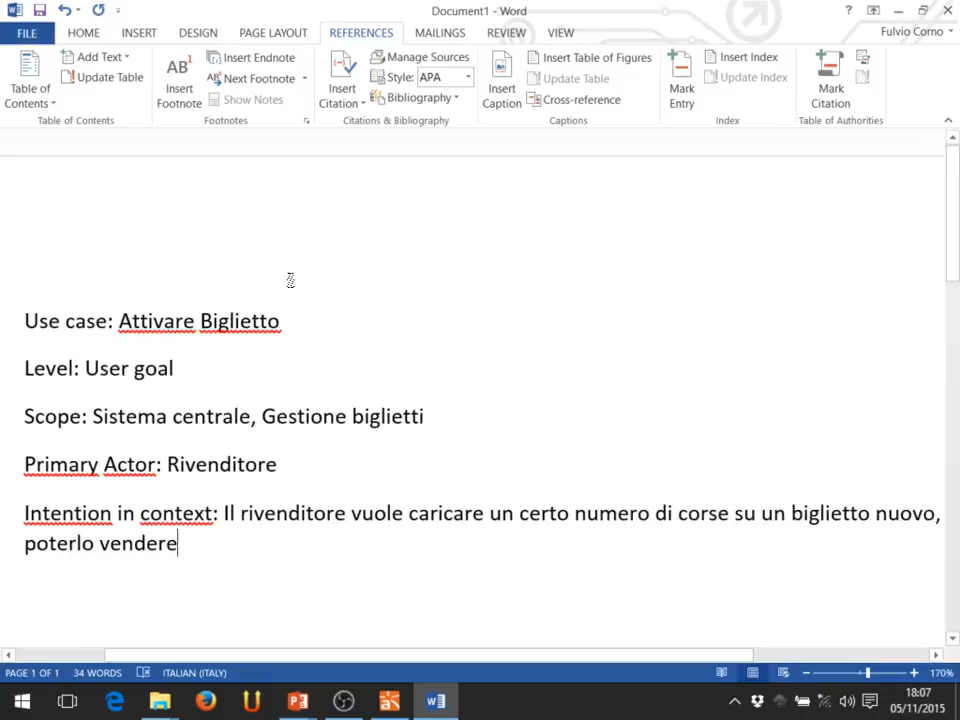 Document1 - Word
Fulvio Corno
FILE HOME INSERT DESIGN PAGE LAYOUT REFERENCES MAILINGS REVIEW VIEW
Table of Contents
Add Text
Update Table
Table of Contents
AB1
Insert Footnote
Insert Endnote
Next Footnote
Show Notes
Footnotes
Insert Citation
Manage Sources
Style: APA
Bibliography
Citations & Bibliography
Insert Caption
Insert Table of Figures
Update Table
Cross-reference
Captions
Mark Entry
Insert Index
Update Index
Index
Mark Citation
Table of Authorities
Use case: Attivare Biglietto
Level: User goal
Scope: Sistema centrale, Gestione biglietti
Primary Actor: Rivenditore
Intention in context: Il rivenditore vuole caricare un certo numero di corse su un biglietto nuovo,
poterlo vendere
PAGE 1 OF 1 34 WORDS ITALIAN (ITALY) 170%
18:07
05/11/2015